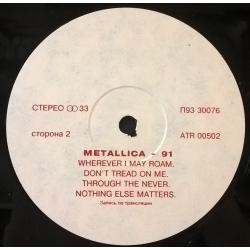 СТЕРЕО ꝏ 33 П93 30076
сторона 2 ATR 00502
METALLICA - 91
WHEREVER I MAY ROAM.
DON'T TREAD ON ME.
THROUGH THE NEVER.
NOTHING ELSE MATTERS.
Запись по трансляции